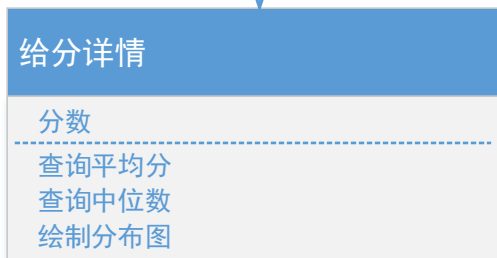 给分详情
分数
查询平均分
查询中位数
绘制分布图